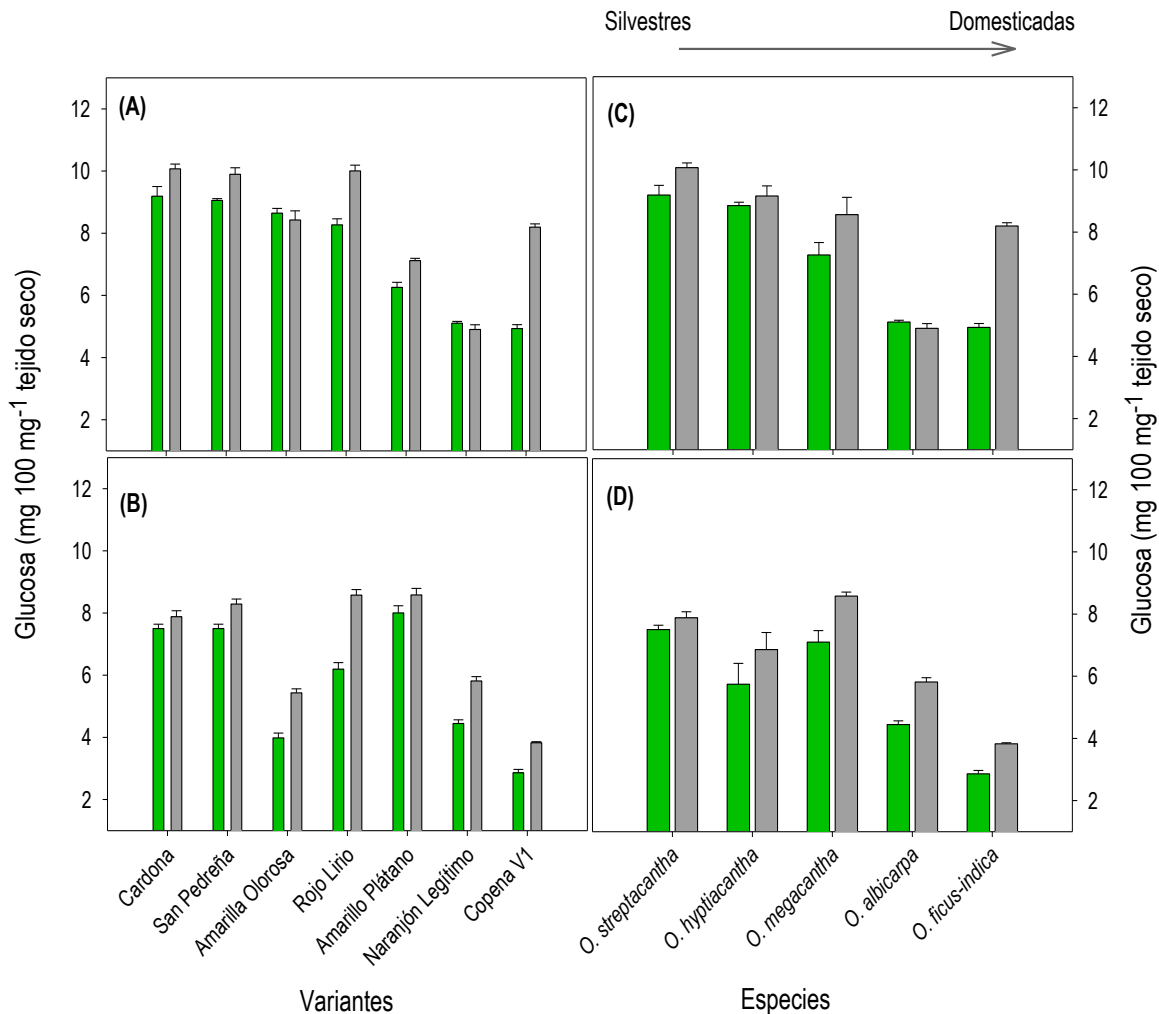 Silvestres
Domesticadas
(A)
12
10
8
6
4
2
(C)
12
10
8
6
4
2
Glucosa (mg 100 mg-1 tejido seco)
Glucosa (mg 100 mg-1 tejido seco)
(B)
12
10
8
6
4
2
(D)
12
10
8
6
4
2
Cardona
San Pedreña
Amarilla Olorosa
Rojo Lirio
Amarillo Plátano
Naranjón Legítimo
Copena V1
O. streptacantha
O. hyptiacantha
O. megacantha
O. albicarpa
O. ficus-indica
Variantes
Especies